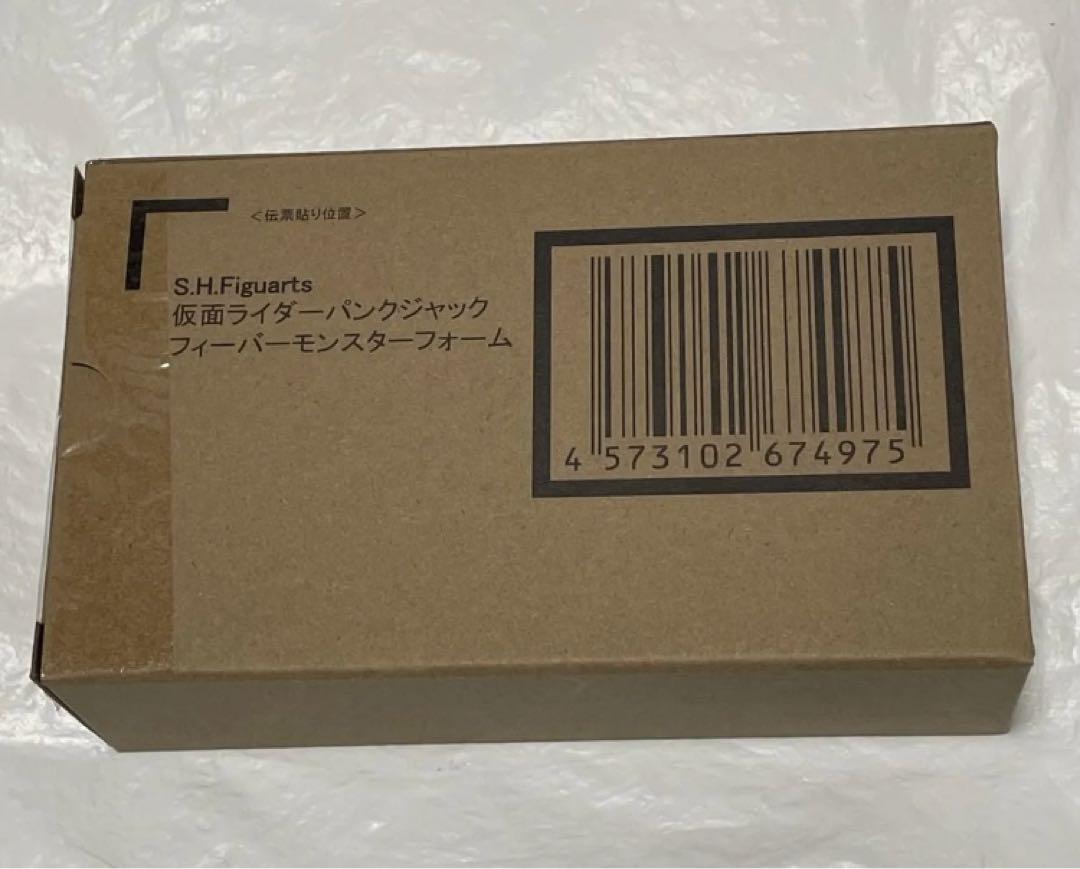 ＜伝票貼り位置＞
S.H.Figuarts
仮面ライダーパンクジャック
フィーバーモンスターフォーム
4 573102 674975